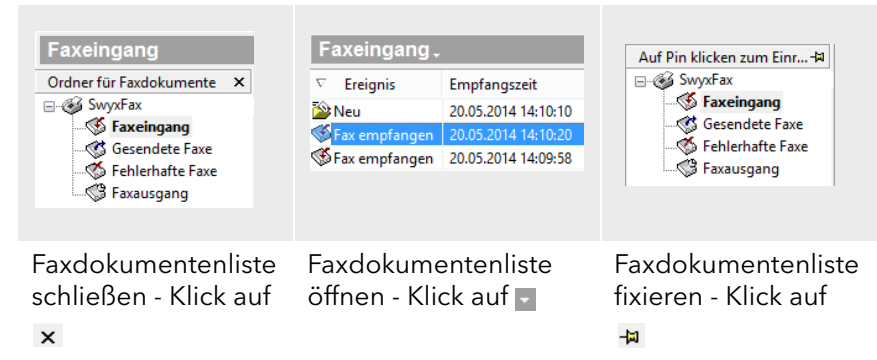 Faxeingang
Ordner für Faxdokumente
SwyxFax
Faxeingang
Gesendete Faxe
Fehlerhafte Faxe
Faxausgang
Faxeingang
Ereignis Empfangszeit
Neu 20.05.2014 14:10:10
Fax empfangen 20.05.2014 14:10:20
Fax empfangen 20.05.2014 14:09:58
Auf Pin klicken zum Einr...
SwyxFax
Faxeingang
Gesendete Faxe
Fehlerhafte Faxe
Faxausgang
Faxdokumentenliste
schließen - Klick auf
Faxdokumentenliste
öffnen - Klick auf
Faxdokumentenliste
fixieren - Klick auf